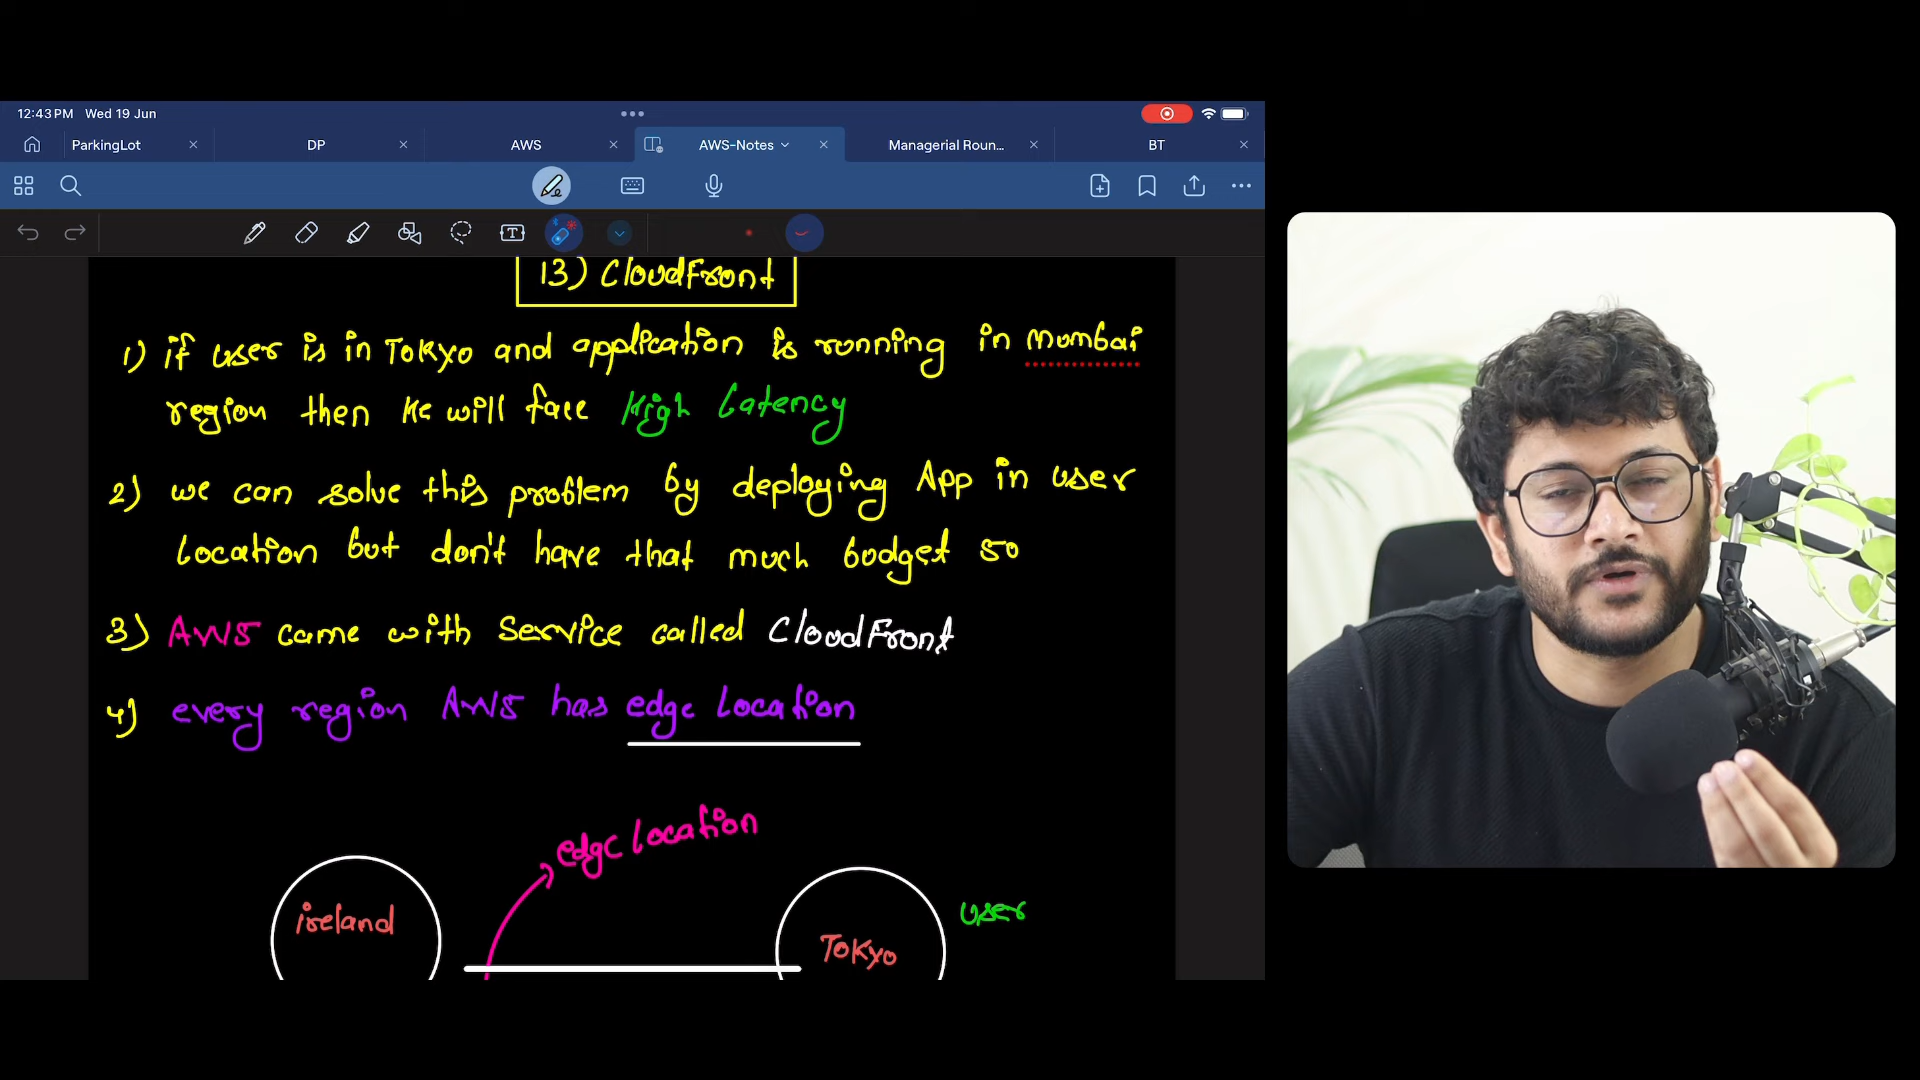 12:43 PM Wed 19 Jun
ParkingLot
DP
AWS
AWS-Notes
Managerial Roun...
BT
13) CloudFront
1) if user is in Tokyo and application is running in Mumbai
region then he will face High Latency
2) we can solve this problem by deploying App in user
location but don't have that much budget so
3) AWS came with Service called CloudFront
4) every region AWS has edge location
edge location
ireland
Tokyo
user